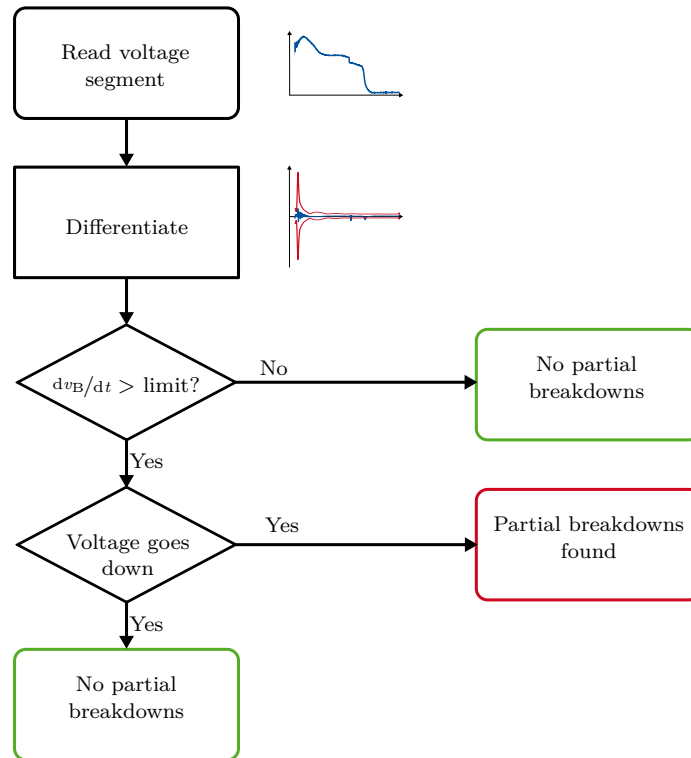 Read voltage
segment
Differentiate
dvB/dt > limit?
No
No partial
breakdowns
Yes
Voltage goes
down
Yes
Partial breakdowns
found
Yes
No partial
breakdowns